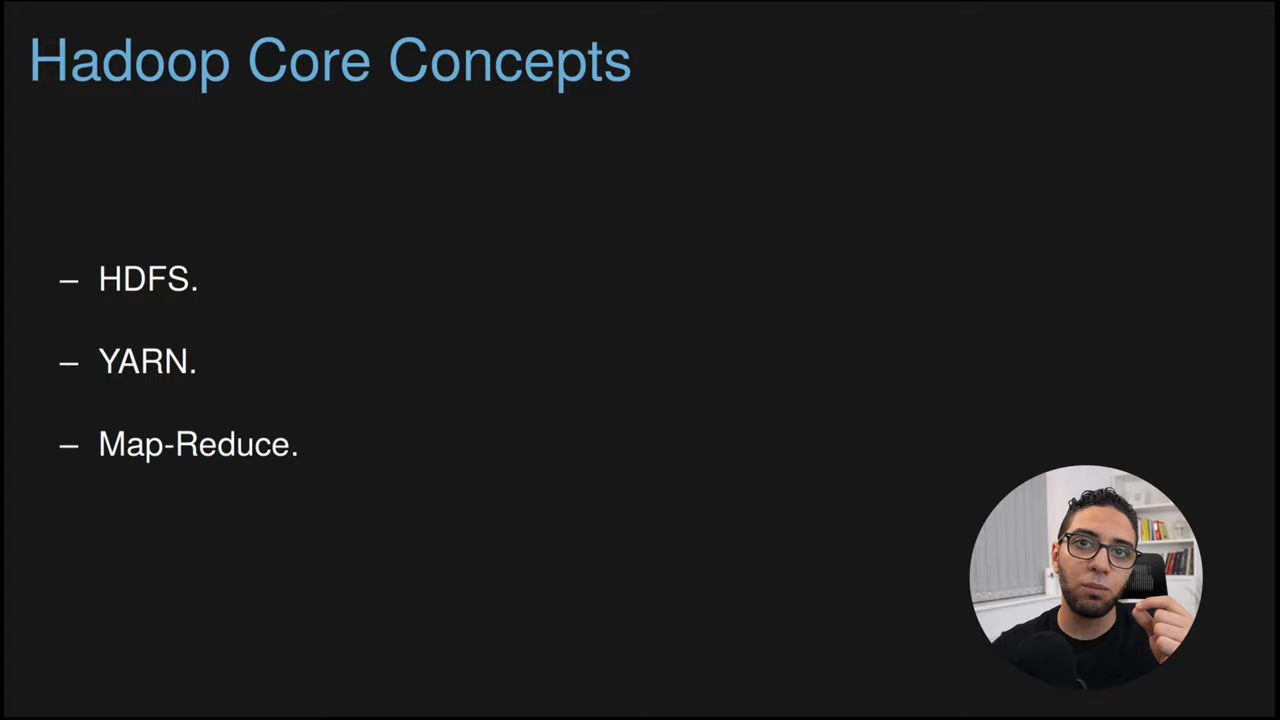 Hadoop Core Concepts
– HDFS.
– YARN.
– Map-Reduce.